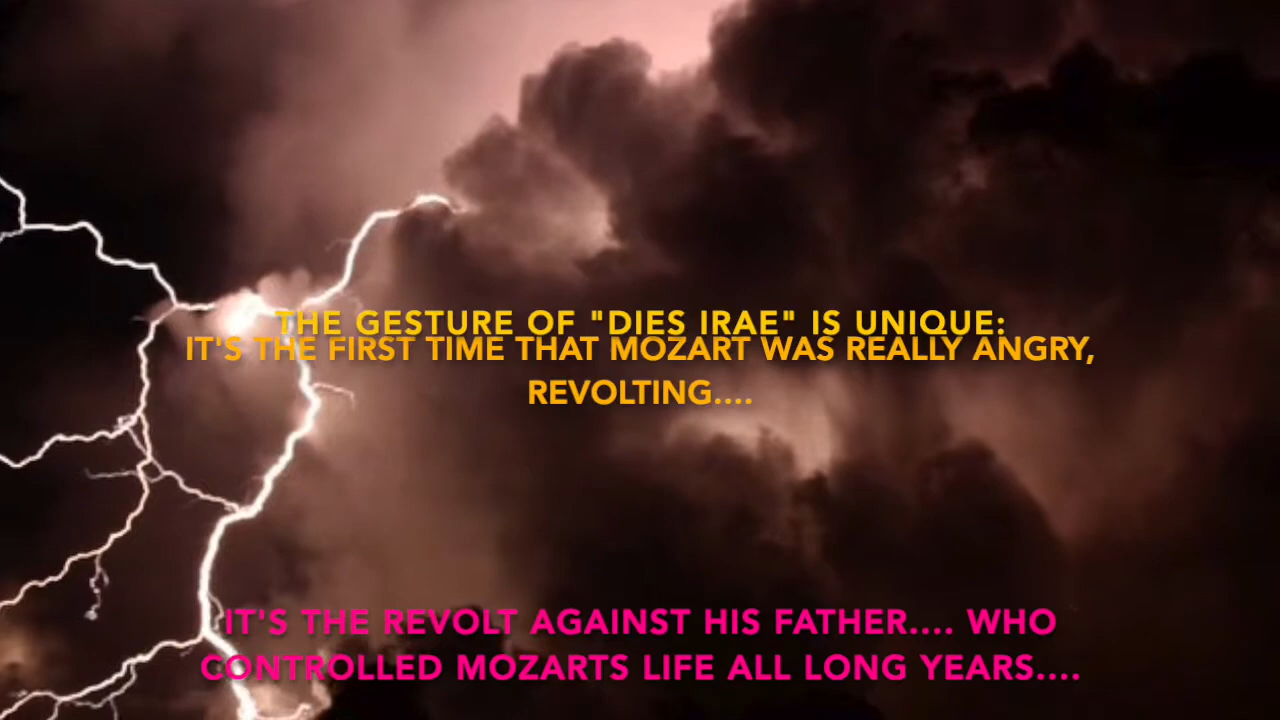 THE GESTURE OF "DIES IRAE" IS UNIQUE:
IT'S THE FIRST TIME THAT MOZART WAS REALLY ANGRY,
REVOLTING....
IT'S THE REVOLT AGAINST HIS FATHER.... WHO
CONTROLLED MOZARTS LIFE ALL LONG YEARS....